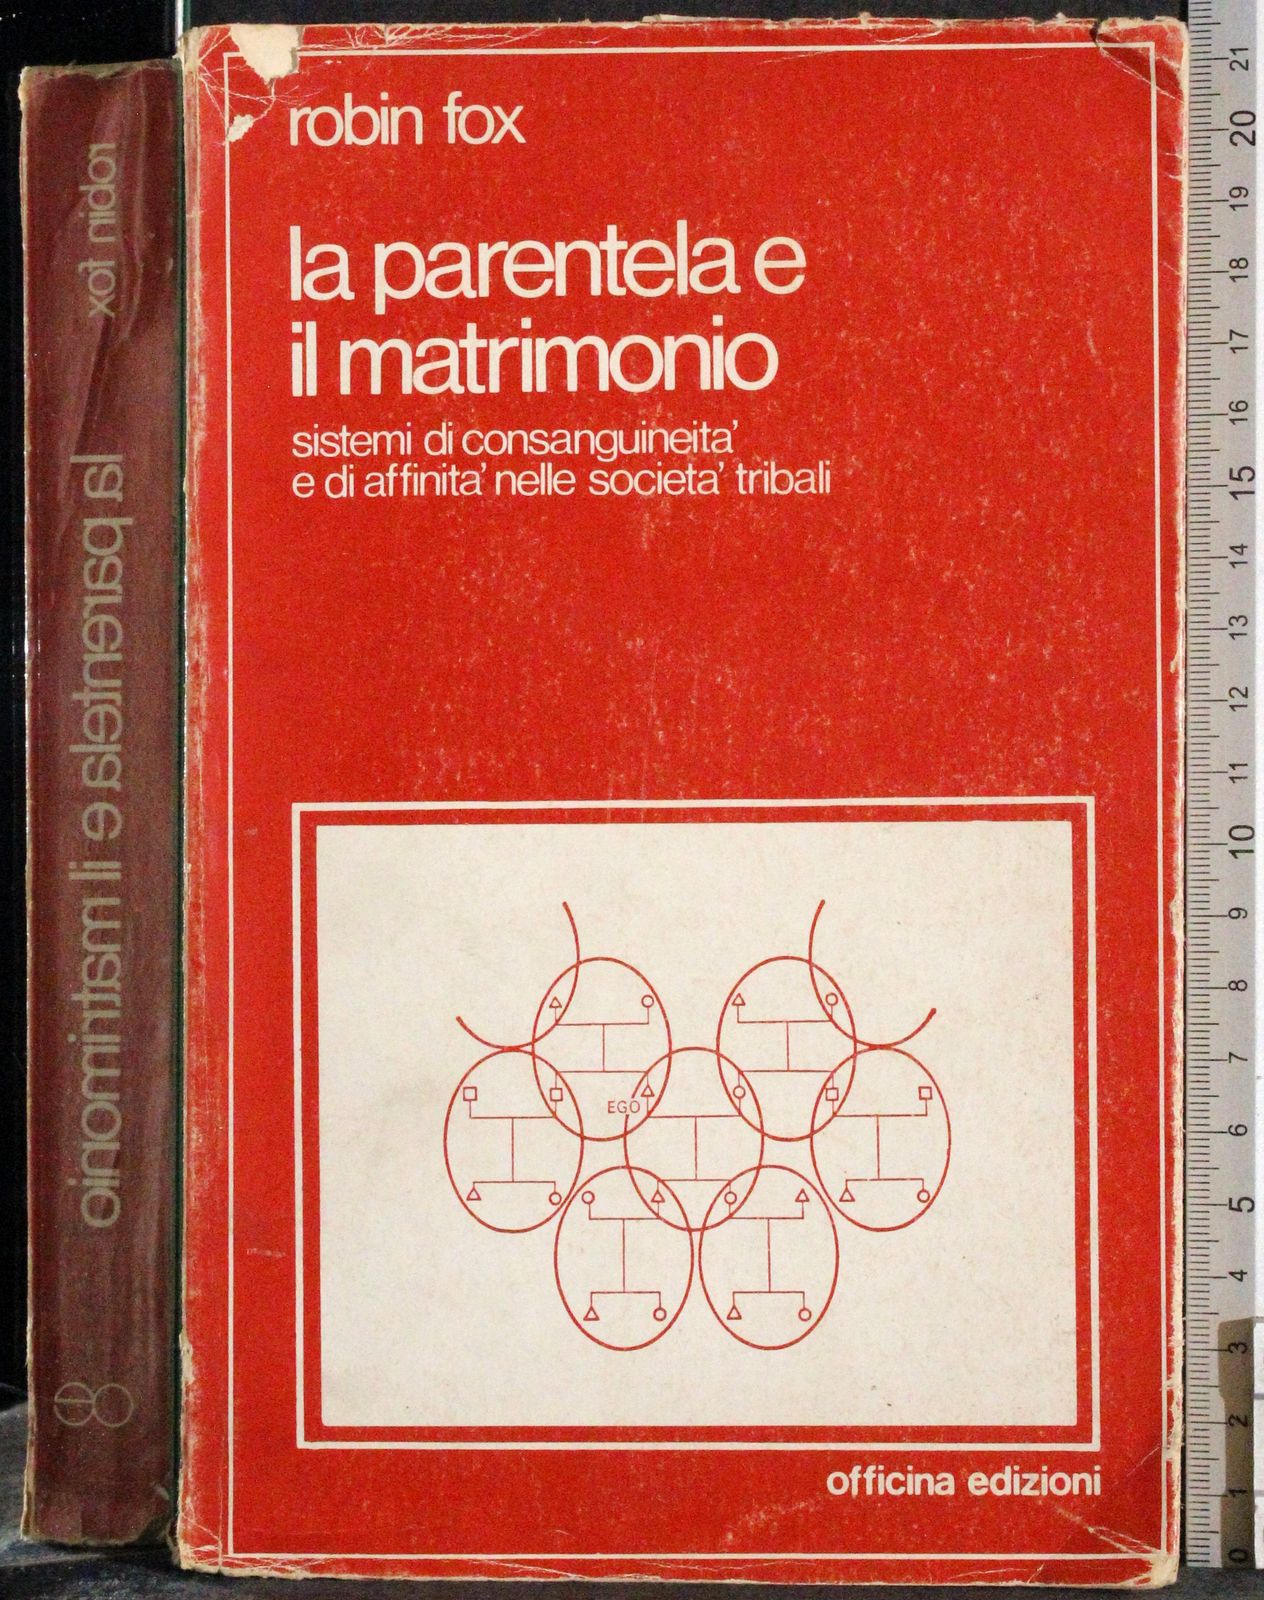 robin fox
la parentela e
il matrimonio
sistemi di consanguineita'
e di affinita' nelle societa' tribali
EGO
officina edizioni
robin fox
la parentela e il matrimonio
21
20
19
18
17
16
15
14
13
12
11
10
9
8
7
6
5
4
3
2
1
0